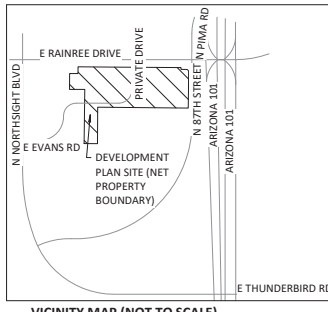 E RAINREE DRIVE
N NORTHSIGHT BLVD
PRIVATE DRIVE
N 87TH STREET
N PIMA RD
ARIZONA 101
ARIZONA 101
E EVANS RD
DEVELOPMENT
PLAN SITE (NET
PROPERTY
BOUNDARY)
E THUNDERBIRD RD
VICINITY MAP (NOT TO SCALE)